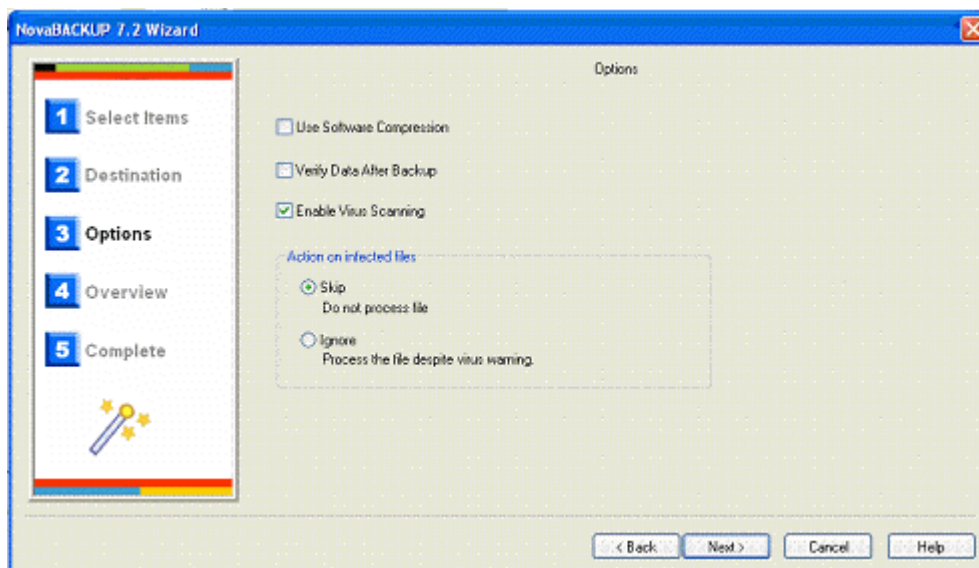 NovaBACKUP 7.2 Wizard
1 Select Items
2 Destination
3 Options
4 Overview
5 Complete
Options
Use Software Compression
Verify Data After Backup
Enable Virus Scanning
Action on infected files
Skip
Do not process file
Ignore
Process the file despite virus warning.
< Back
Next >
Cancel
Help